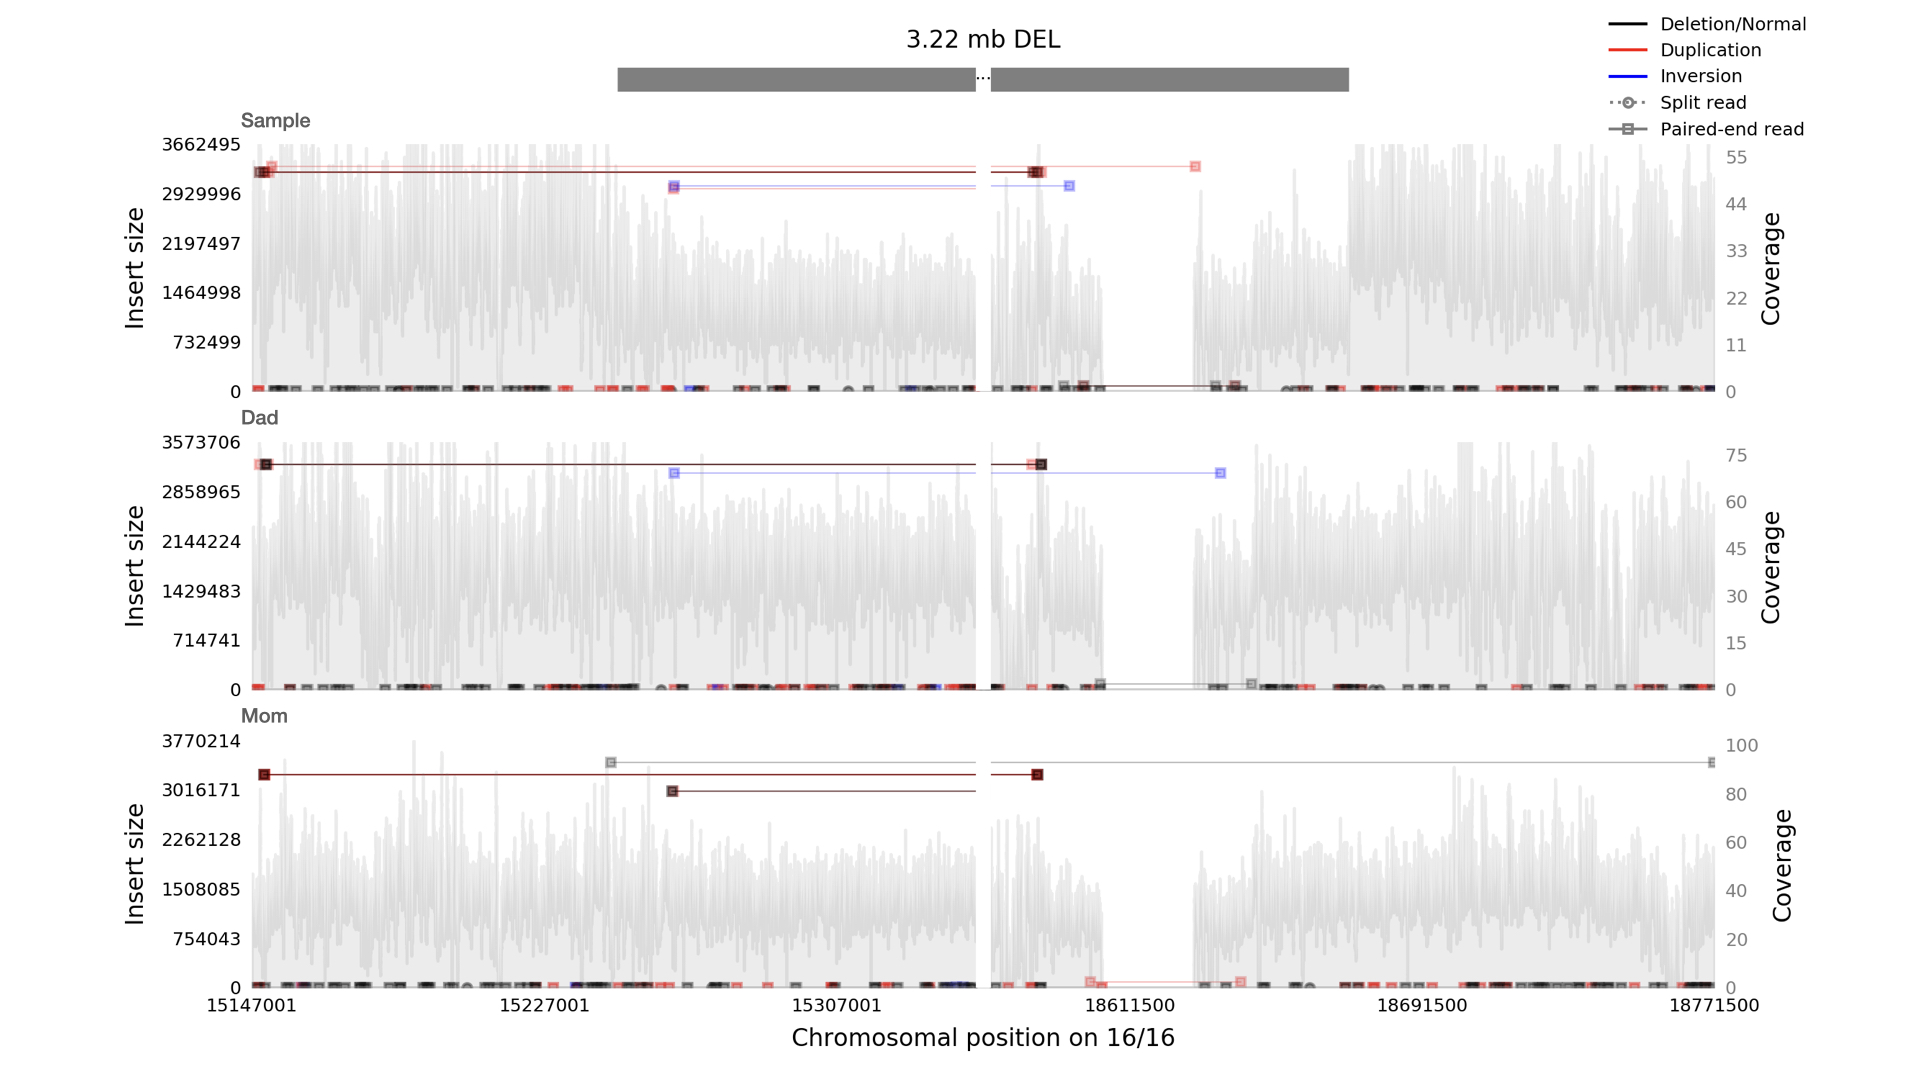 3.22 mb DEL
...
Deletion/Normal
Duplication
Inversion
Split read
Paired-end read
Sample
3662495
2929996
2197497
1464998
732499
0
Insert size
55
44
33
22
11
0
Coverage
Dad
3573706
2858965
2144224
1429483
714741
0
Insert size
75
60
45
30
15
0
Coverage
Mom
3770214
3016171
2262128
1508085
754043
0
Insert size
100
80
60
40
20
0
Coverage
15147001 15227001 15307001 18611500 18691500 18771500
Chromosomal position on 16/16